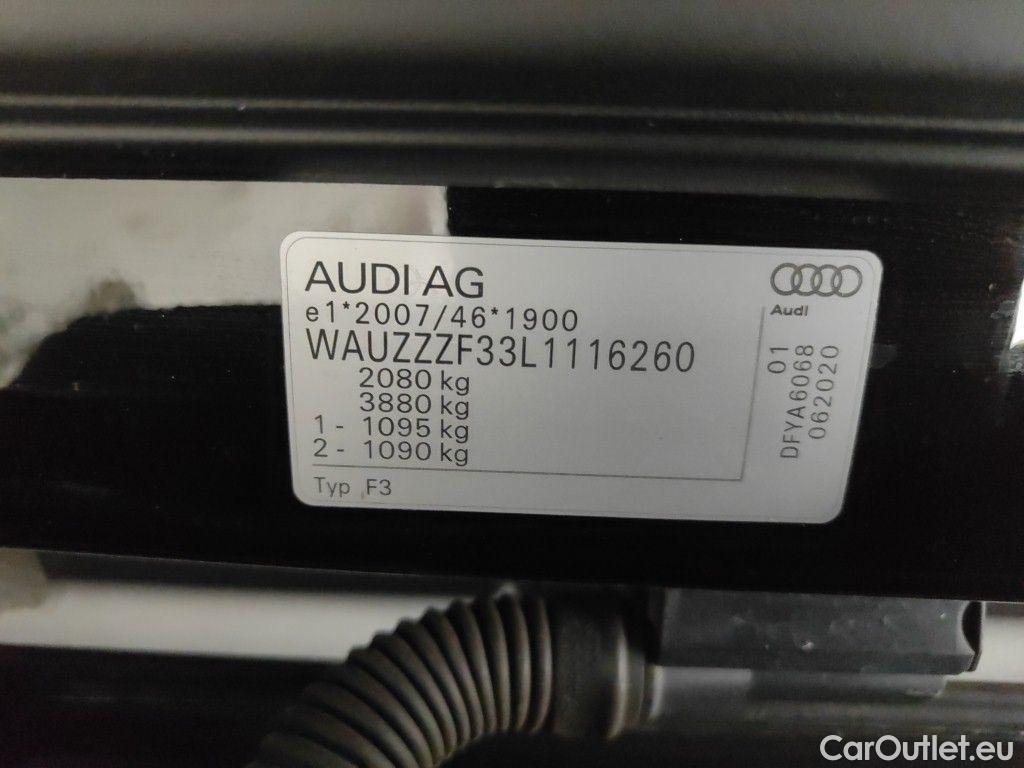 AUDI AG
e1*2007/46*1900
WAUZZZF33L1116260
2080 kg
3880 kg
1 - 1095 kg
2 - 1090 kg
Typ F3
Audi
01
DFYA6068
062020
CarOutlet.eu